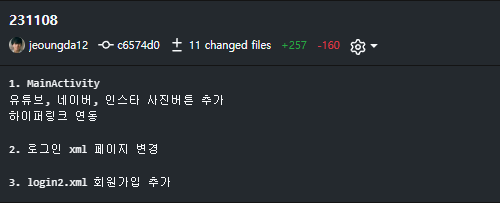 231108
jeoungda12 c6574d0 11 changed files +257 -160
1. MainActivity
유튜브, 네이버, 인스타 사진버튼 추가
하이퍼링크 연동
2. 로그인 xml 페이지 변경
3. login2.xml 회원가입 추가